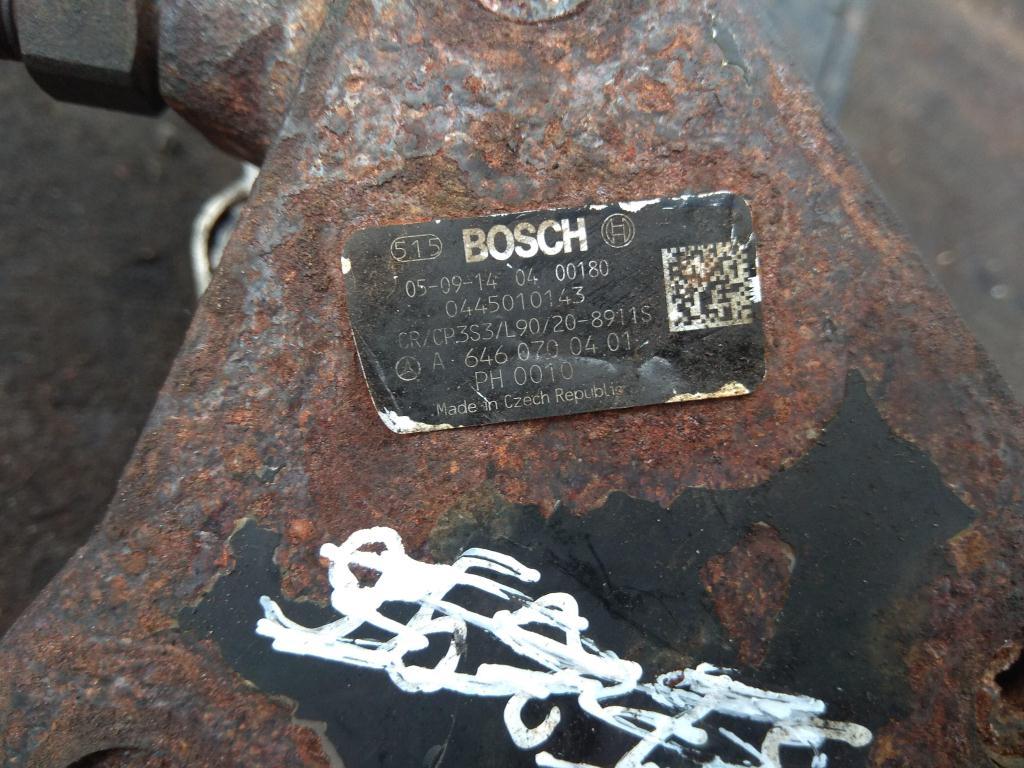 515 BOSCH
05-09-14 04 00180
0445010143
CR/CP3S3/L90/20-8911S
A 646 070 04 01
PH 0010
Made in Czech Republic